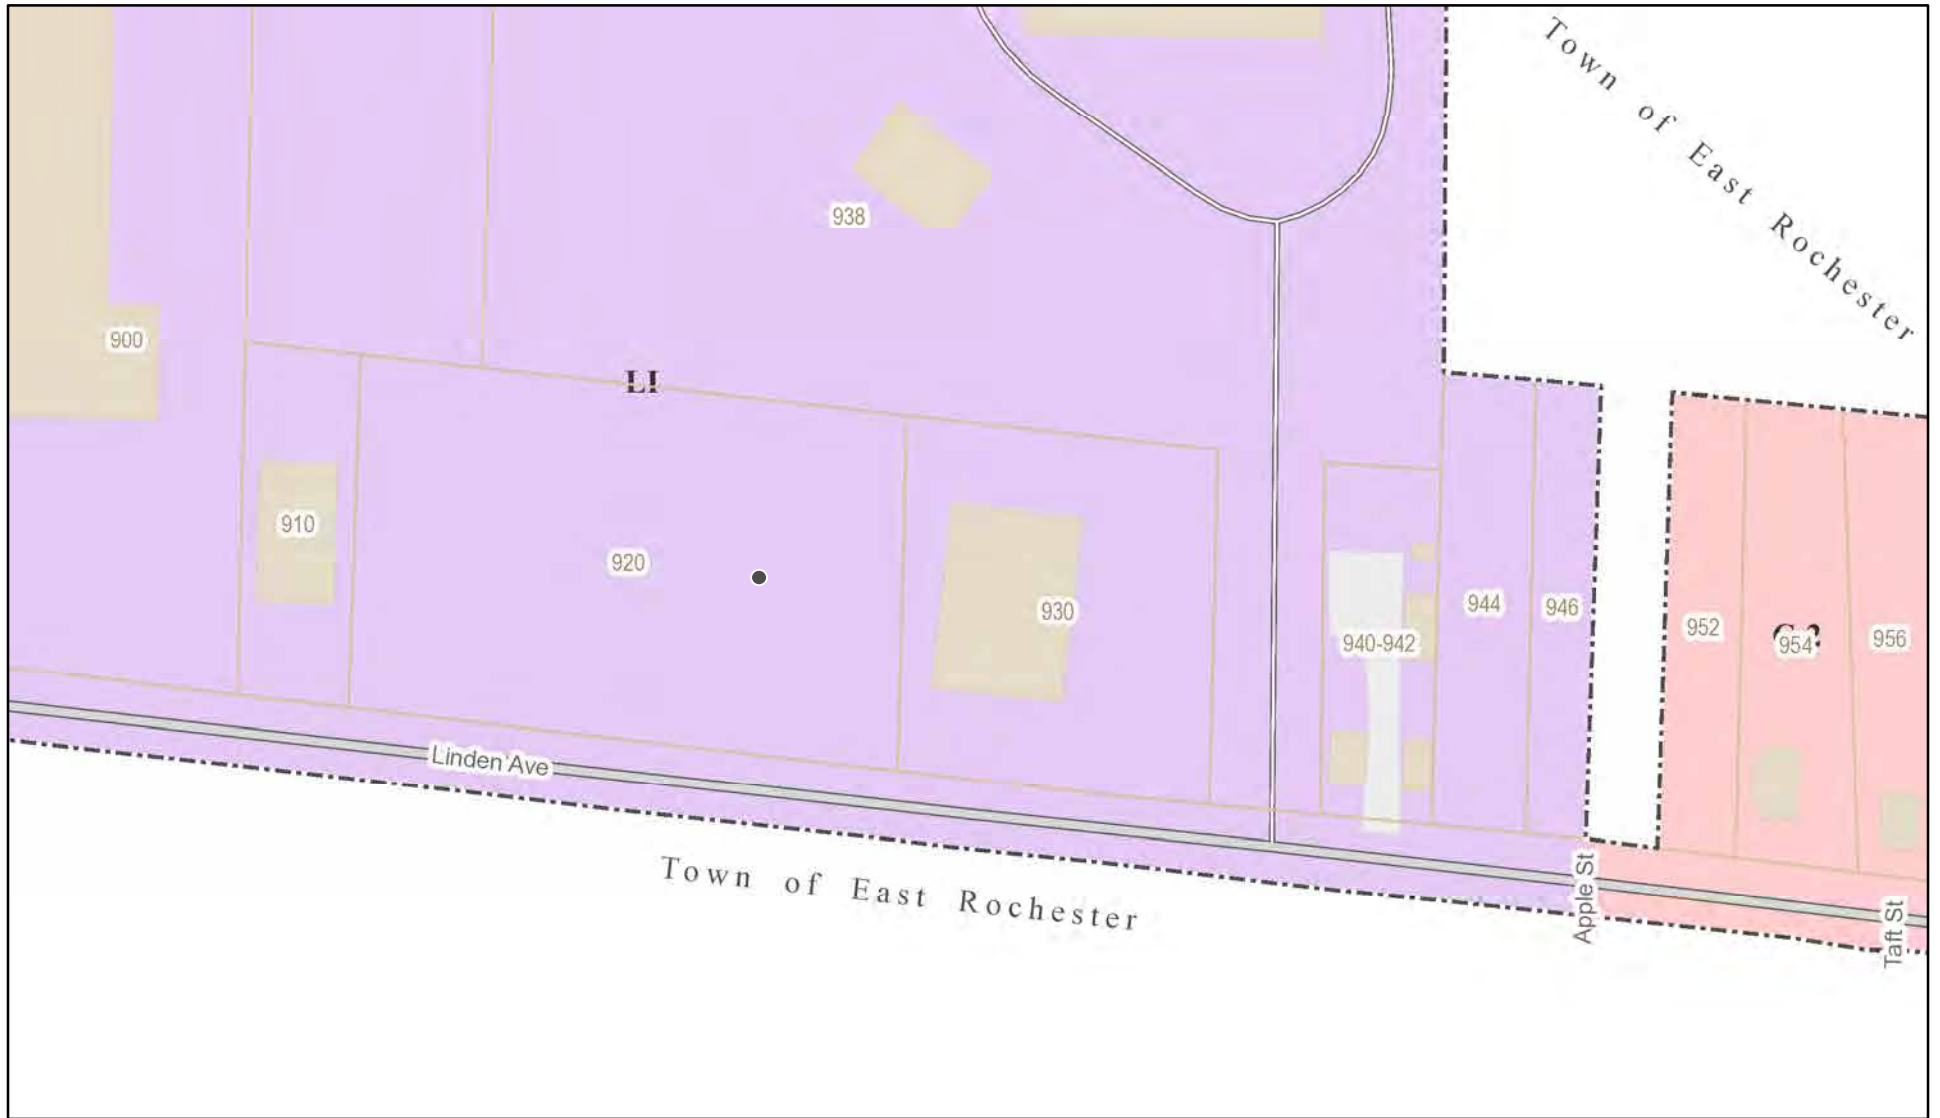 Town of East Rochester
938
900
LI
910
920
930
940-942
944
946
952
954
956
Linden Ave
Town of East Rochester
Apple St
Taft St